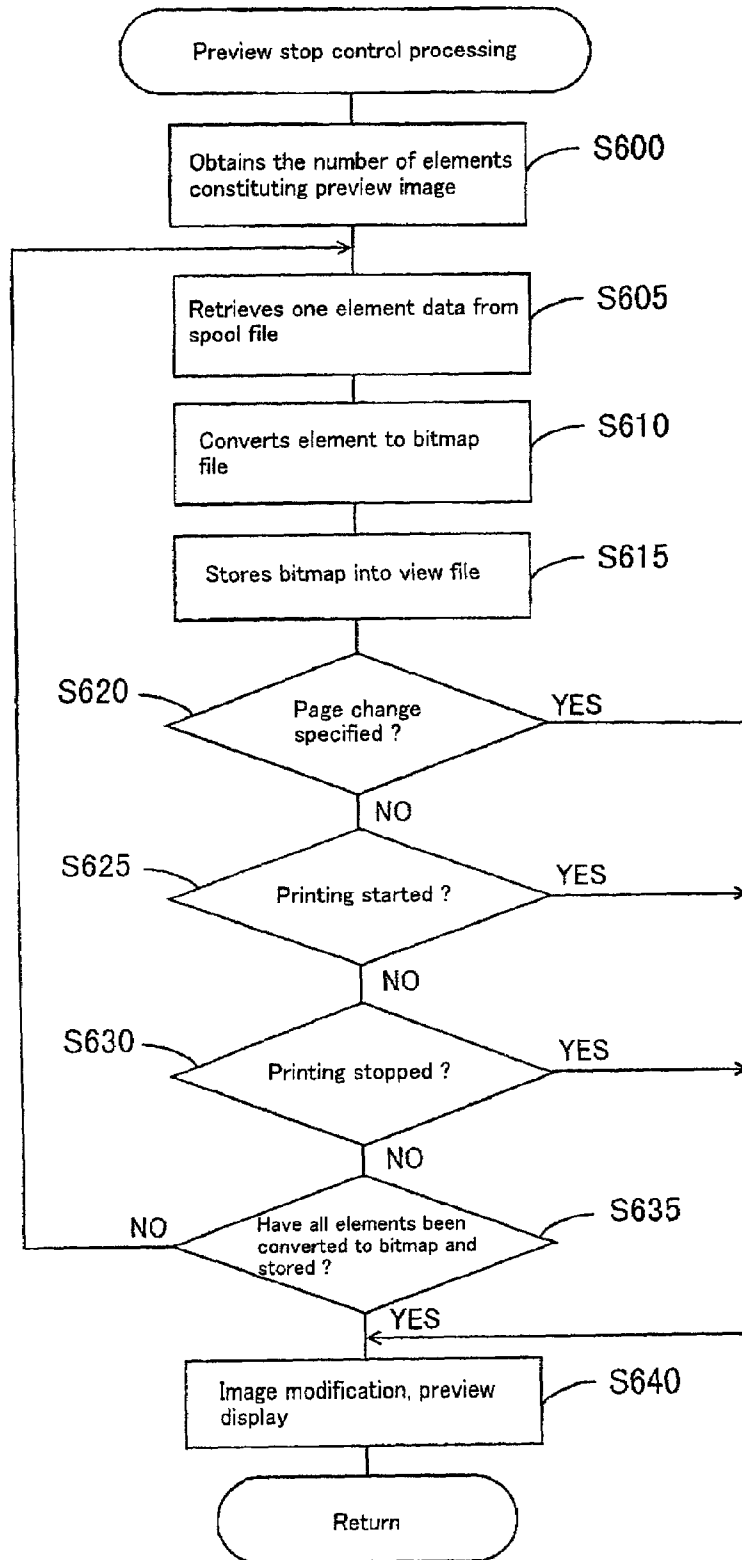 Preview stop control processing
Obtains the number of elements
constituting preview image
S600
Retrieves one element data from
spool file
S605
Converts element to bitmap
file
S610
Stores bitmap into view file
S615
S620
Page change
specified ?
YES
NO
S625
Printing started ?
YES
NO
S630
Printing stopped ?
YES
NO
NO
Have all elements been
converted to bitmap and
stored ?
S635
YES
Image modification, preview
display
S640
Return